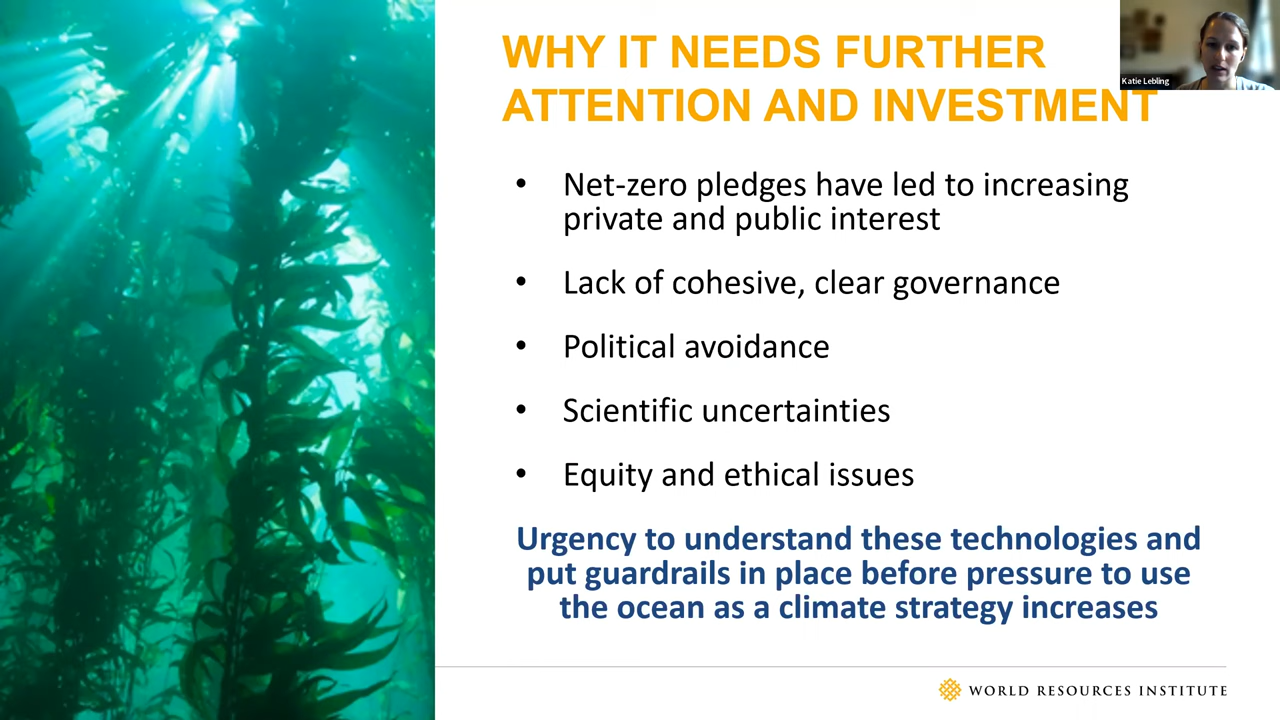 WHY IT NEEDS FURTHER
ATTENTION AND INVESTMENT
Katie Lebling
• Net-zero pledges have led to increasing
private and public interest
• Lack of cohesive, clear governance
• Political avoidance
• Scientific uncertainties
• Equity and ethical issues
Urgency to understand these technologies and
put guardrails in place before pressure to use
the ocean as a climate strategy increases
WORLD RESOURCES INSTITUTE